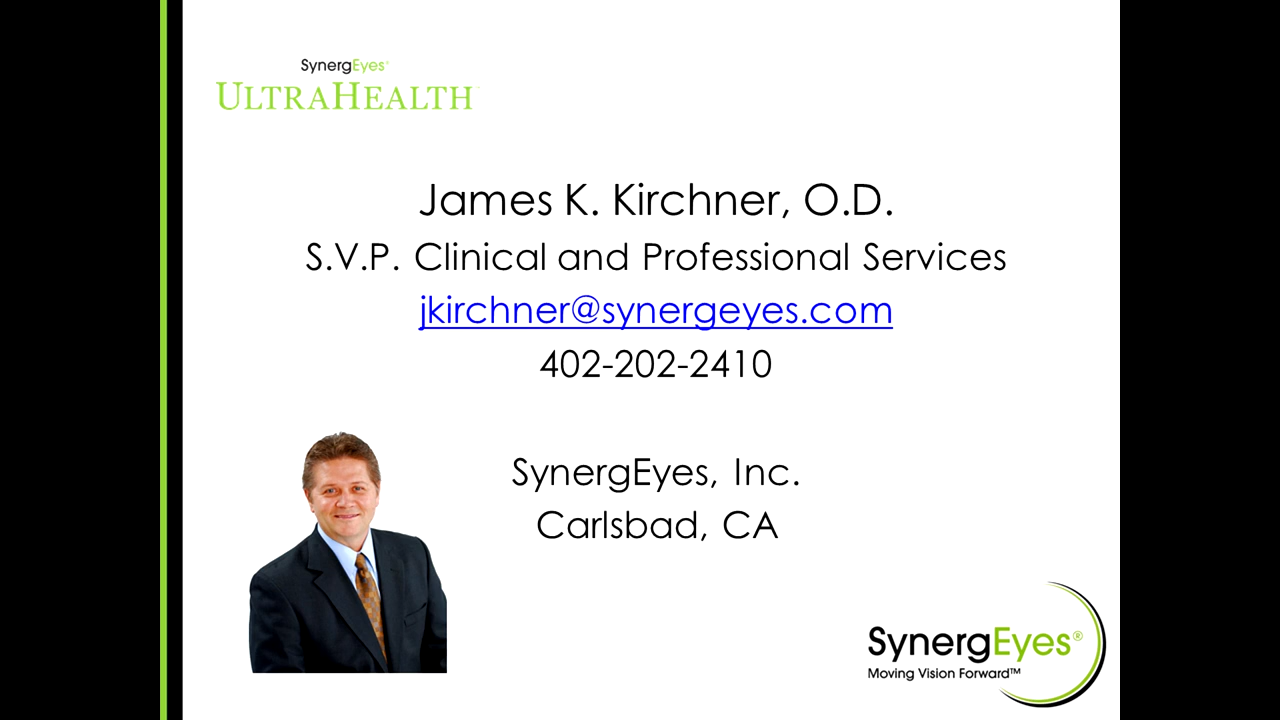 SynergEyes®
ULTRAHEALTH
James K. Kirchner, O.D.
S.V.P. Clinical and Professional Services
jkirchner@synergeyes.com
402-202-2410
SynergEyes, Inc.
Carlsbad, CA
SynergEyes®
Moving Vision Forward™